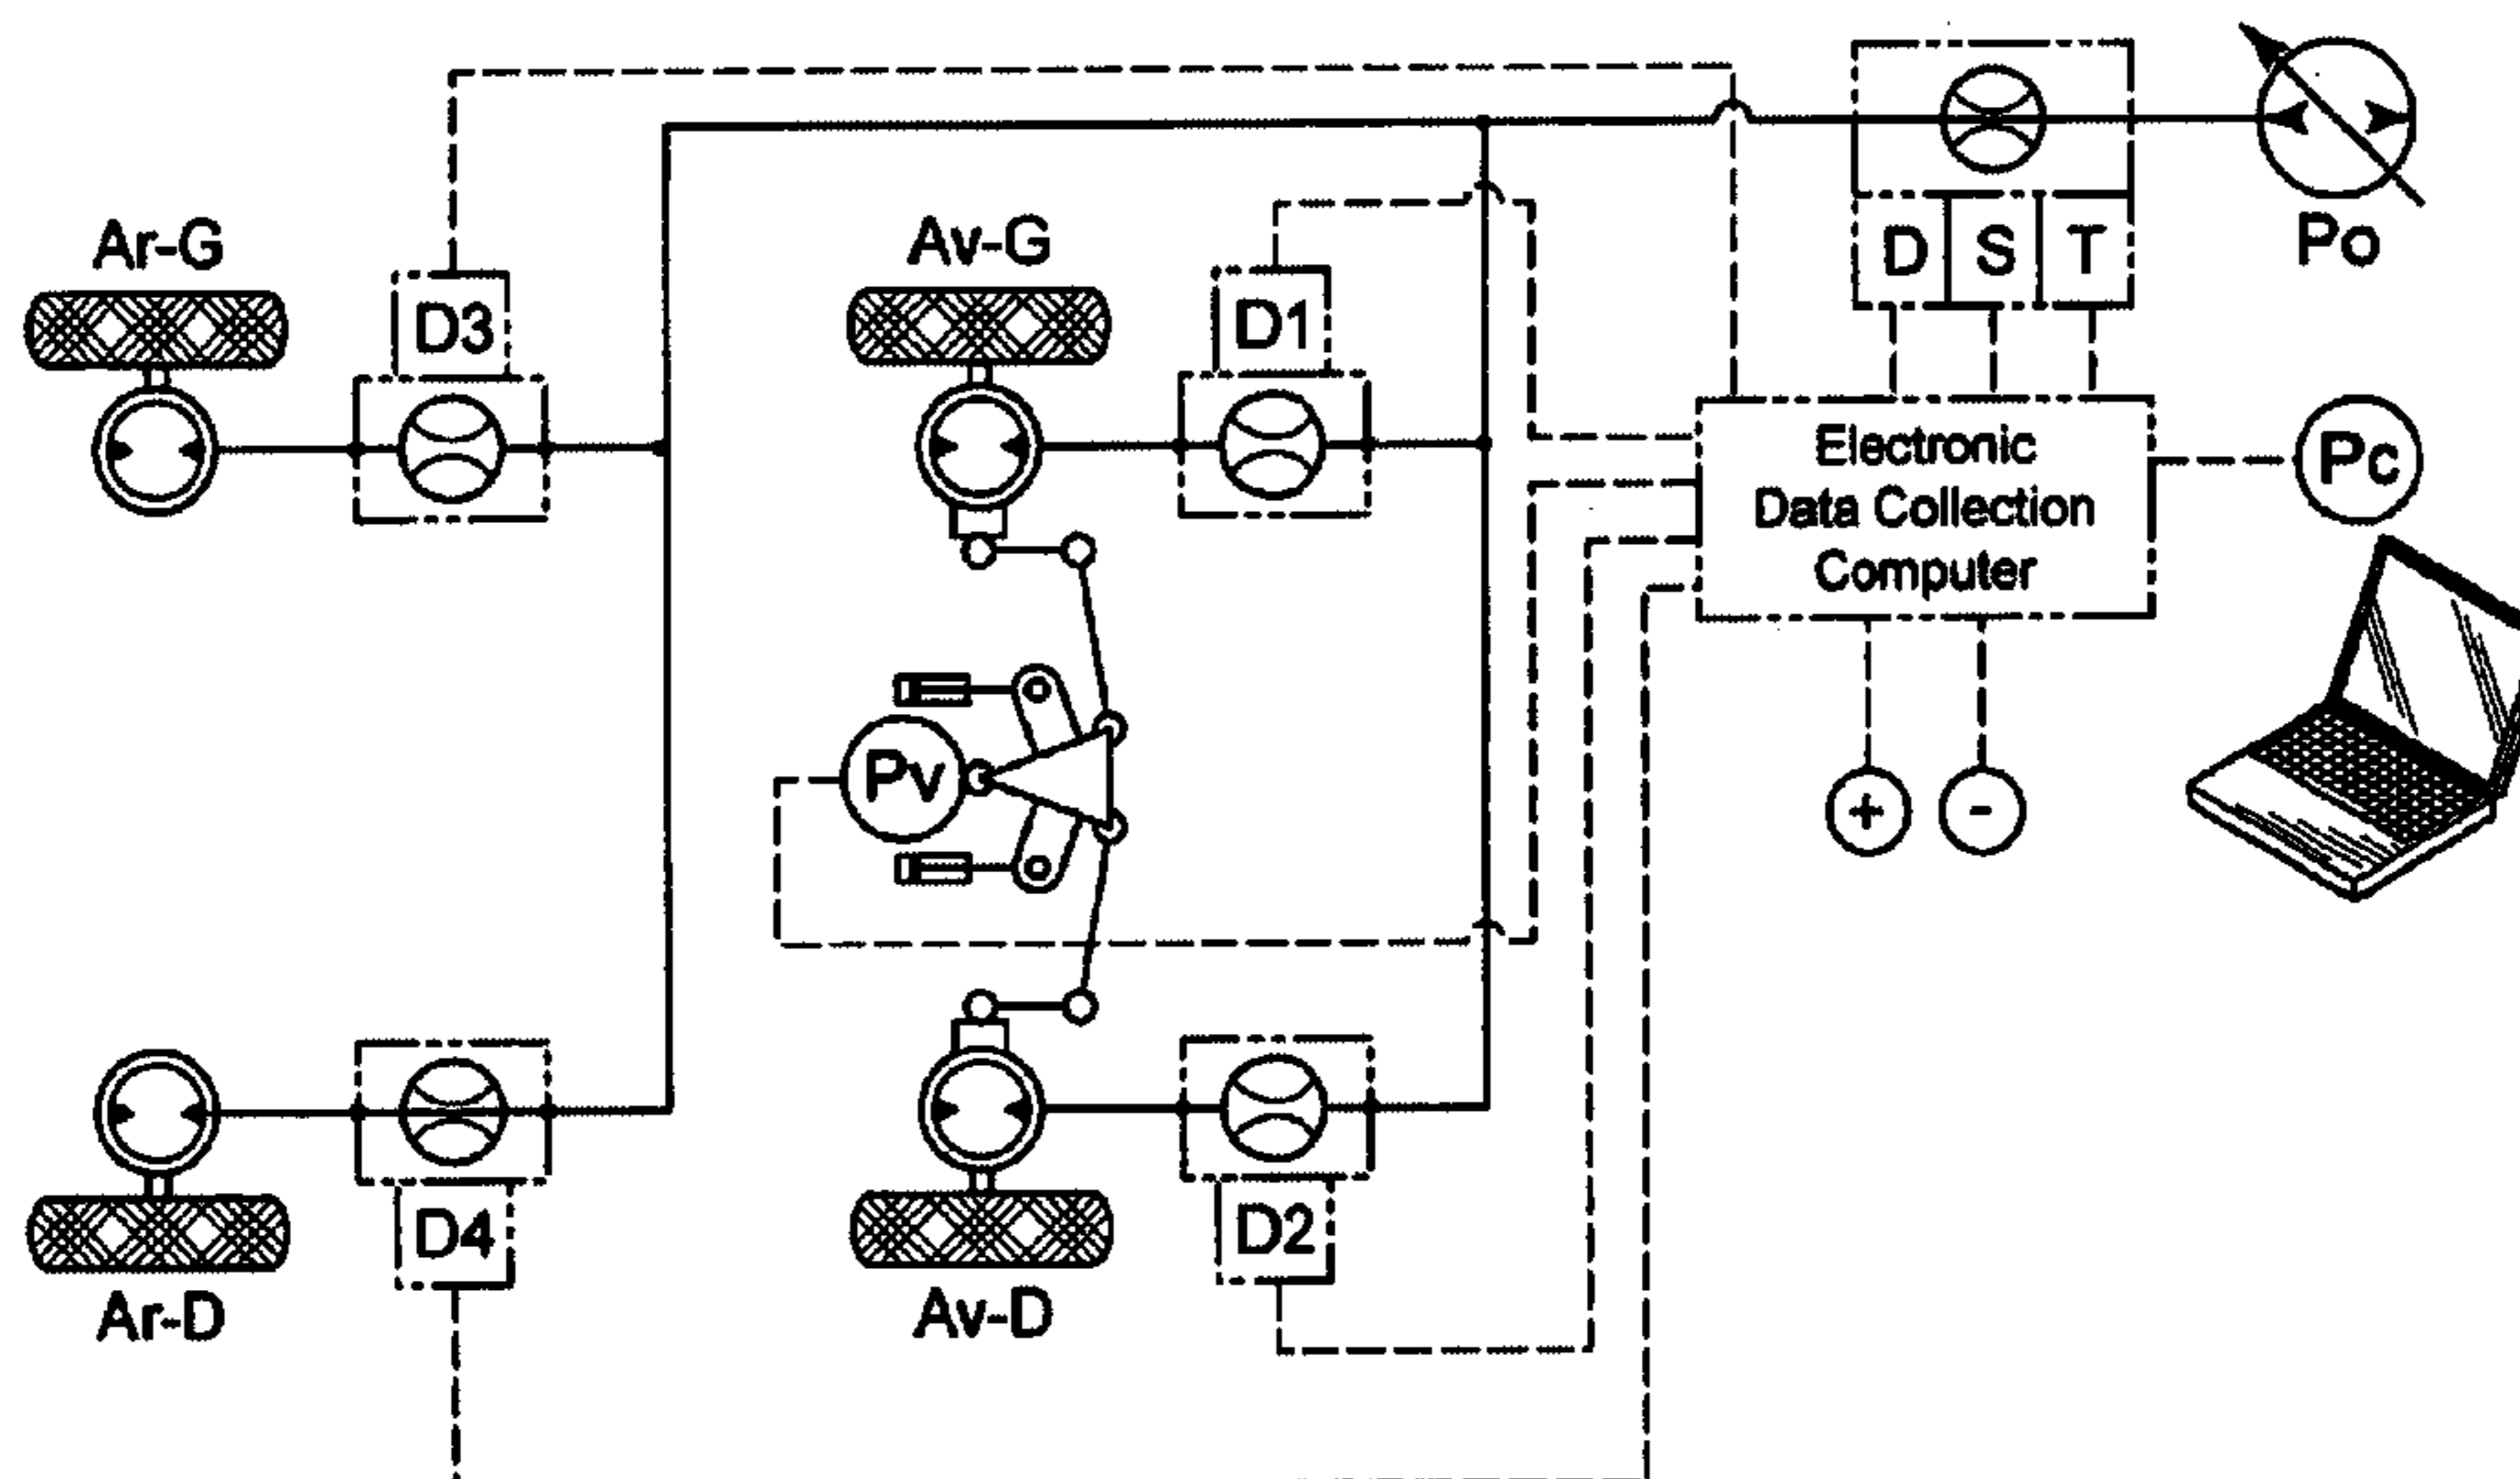 Ar-G
Av-G
D3
D1
D S T
Po
Electronic
Data Collection
Computer
Pc
Pv
+ -
D4
D2
Ar-D
Av-D